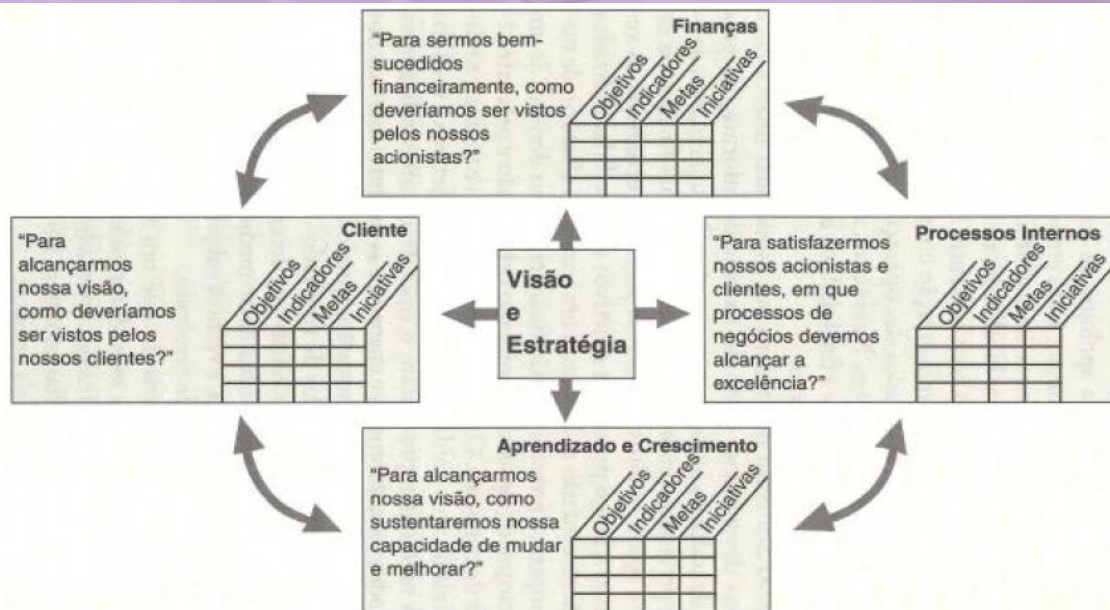 Finanças
“Para sermos bem-
sucedidos
financeiramente, como
deveríamos ser vistos
pelos nossos
acionistas?”
Objetivos
Indicadores
Metas
Iniciativas
Cliente
“Para
alcançarmos
nossa visão,
como deveríamos
ser vistos pelos
nossos clientes?”
Objetivos
Indicadores
Metas
Iniciativas
Visão
e
Estratégia
Processos Internos
“Para satisfazermos
nossos acionistas e
clientes, em que
processos de
negócios devemos
alcançar a
excelência?”
Objetivos
Indicadores
Metas
Iniciativas
Aprendizado e Crescimento
“Para alcançarmos
nossa visão, como
sustentaremos nossa
capacidade de mudar
e melhorar?”
Objetivos
Indicadores
Metas
Iniciativas